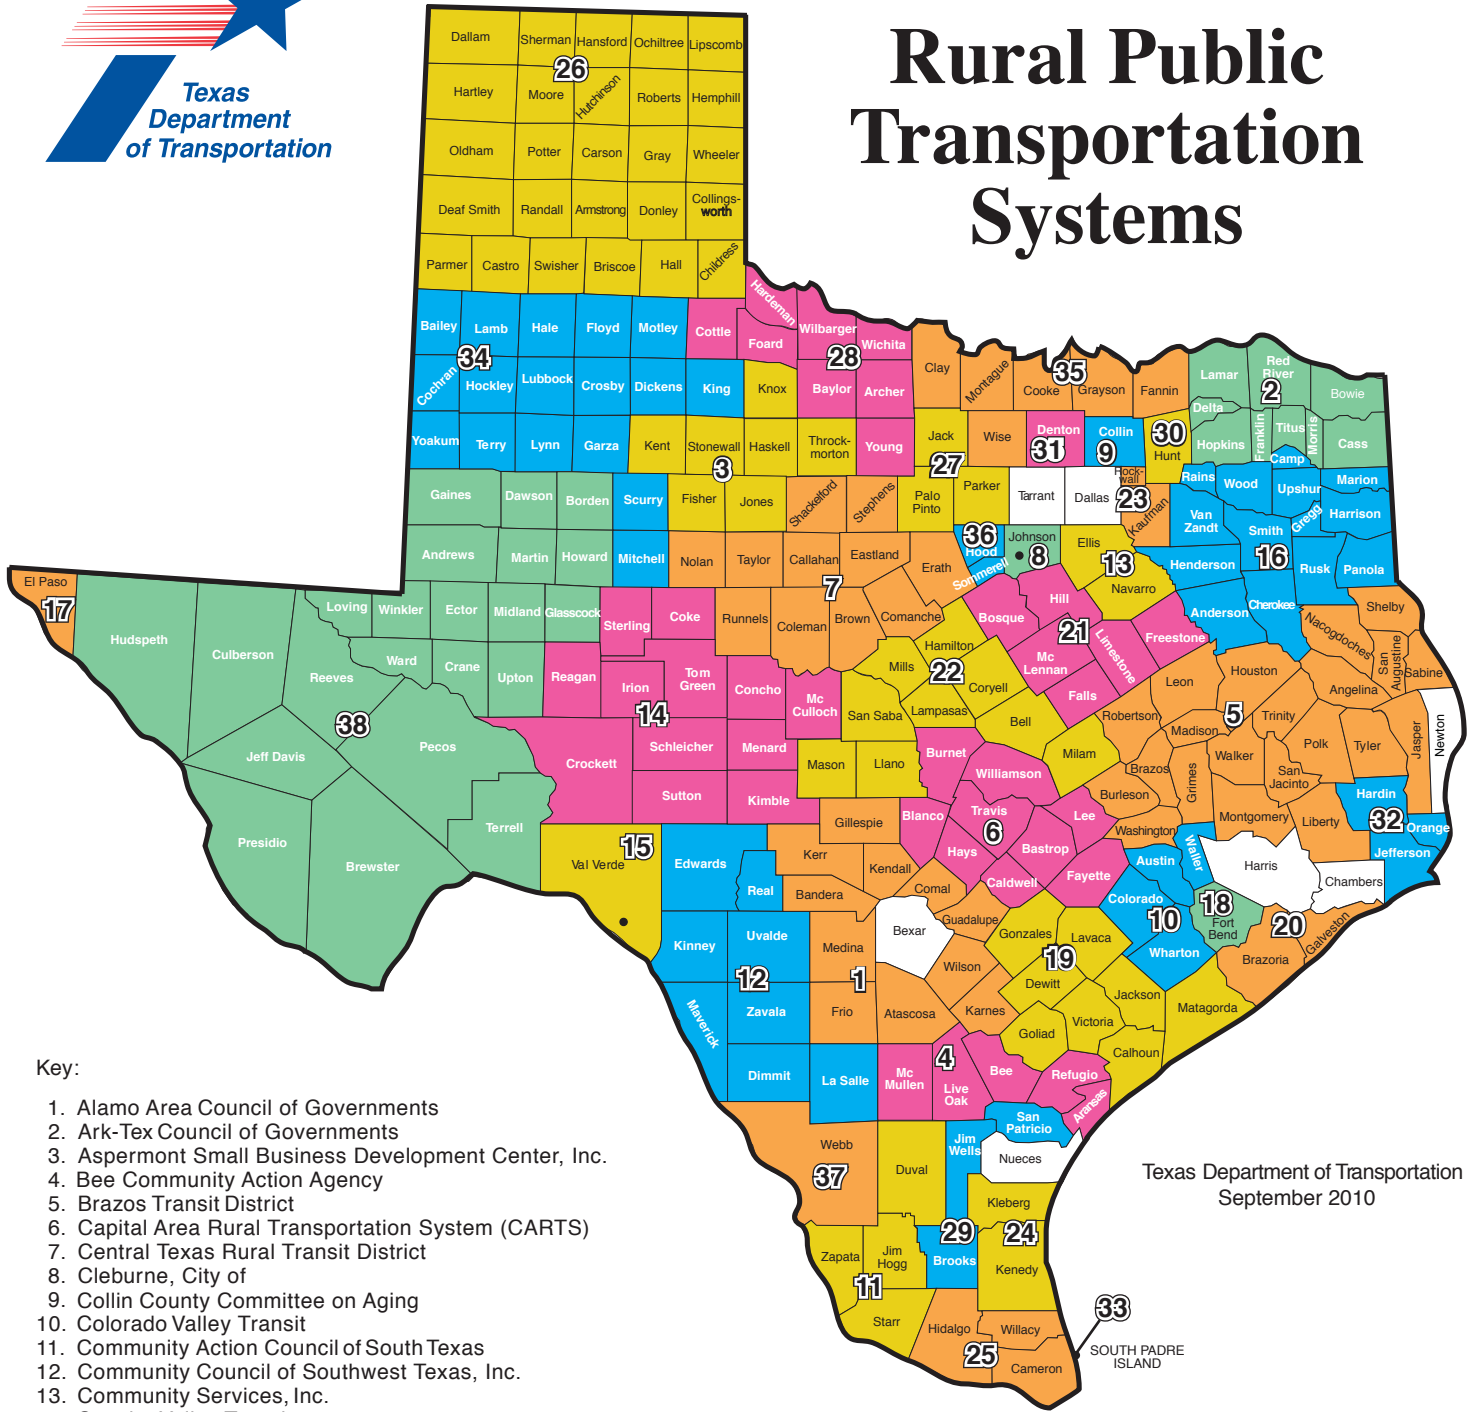 Texas
Department
of Transportation
Rural Public
Transportation
Systems
Dallam
Sherman
Hansford
Ochiltree
Lipscomb
26
Hartley
Moore
Hutchinson
Roberts
Hemphill
Oldham
Potter
Carson
Gray
Wheeler
Deaf Smith
Randall
Armstrong
Donley
Collings-
worth
Parmer
Castro
Swisher
Briscoe
Hall
Childress
Bailey
Lamb
Hale
Floyd
Motley
Cottle
Hardeman
Foard
Wilbarger
Wichita
34
28
Cochran
Hockley
Lubbock
Crosby
Dickens
King
Knox
Baylor
Archer
Clay
Montague
Cooke
35
Grayson
Fannin
Lamar
Red
River
2
Bowie
Delta
Yoakum
Terry
Lynn
Garza
Kent
Stonewall
Haskell
Throck-
morton
Young
Jack
27
Wise
Denton
31
Collin
9
30
Hunt
Hopkins
Franklin
Titus
Morris
Cass
Camp
3
Gaines
Dawson
Borden
Scurry
Fisher
Jones
Shackelford
Stephens
Palo
Pinto
Parker
Tarrant
Dallas
Rock-
wall
23
Kaufman
Rains
Wood
Upshur
Marion
Van
Zandt
Smith
Gregg
Harrison
Andrews
Martin
Howard
Mitchell
Nolan
Taylor
Callahan
Eastland
Erath
36
Hood
Sommerell
Johnson
8
Ellis
13
Navarro
Henderson
16
Rusk
Panola
El Paso
17
Hudspeth
Culberson
Loving
Winkler
Ector
Midland
Glasscock
Sterling
Coke
Runnels
Coleman
Brown
7
Comanche
Bosque
Hill
21
Limestone
Freestone
Anderson
Cherokee
Nacogdoches
Shelby
San
Augustine
Sabine
Reeves
Ward
Crane
Upton
Reagan
Irion
Tom
Green
Concho
Mc
Culloch
Mills
Hamilton
22
Coryell
Mc
Lennan
Falls
Leon
Houston
Angelina
38
14
San Saba
Lampasas
Bell
Robertson
Madison
5
Trinity
Polk
Tyler
Jasper
Newton
Jeff Davis
Pecos
Crockett
Schleicher
Menard
Mason
Llano
Burnet
Williamson
Milam
Brazos
Grimes
Walker
San
Jacinto
Hardin
Sutton
Kimble
Gillespie
Blanco
Travis
6
Lee
Burleson
Washington
Montgomery
Liberty
32
Orange
Jefferson
Presidio
Brewster
Terrell
Val Verde
15
Edwards
Real
Kerr
Kendall
Bandera
Hays
Bastrop
Caldwell
Fayette
Austin
Waller
Harris
Chambers
Comal
Guadalupe
Colorado
10
18
Fort
Bend
20
Galveston
Brazoria
Kinney
Uvalde
Medina
Bexar
Gonzales
Lavaca
19
Wharton
Wilson
12
1
Dewitt
Jackson
Matagorda
Maverick
Zavala
Frio
Atascosa
Karnes
Goliad
Victoria
Calhoun
Dimmit
La Salle
Mc
Mullen
4
Live
Oak
Bee
Refugio
Aransas
San
Patricio
Webb
37
Duval
Jim
Wells
Nueces
Kleberg
Zapata
Jim
Hogg
29
Brooks
24
Kenedy
11
Starr
Hidalgo
Willacy
25
Cameron
33
SOUTH PADRE
ISLAND
Texas Department of Transportation
September 2010
Key:
1. Alamo Area Council of Governments
2. Ark-Tex Council of Governments
3. Aspermont Small Business Development Center, Inc.
4. Bee Community Action Agency
5. Brazos Transit District
6. Capital Area Rural Transportation System (CARTS)
7. Central Texas Rural Transit District
8. Cleburne, City of
9. Collin County Committee on Aging
10. Colorado Valley Transit
11. Community Action Council of South Texas
12. Community Council of Southwest Texas, Inc.
13. Community Services, Inc.